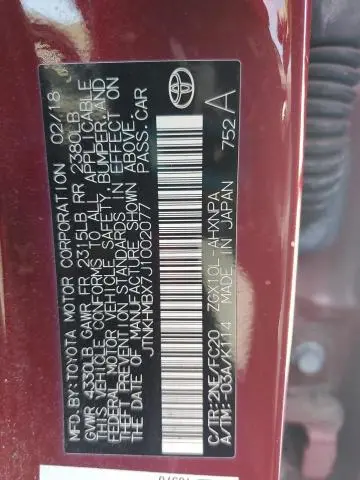 MFD.BY:TOYOTA MOTOR CORPORATION 02/18
GVWR 4330LB GAWR FR 2315LB RR 2380LB
THIS VEHICLE CONFORMS TO ALL APPLICABLE
FEDERAL MOTOR VEHICLE SAFETY, BUMPER, AND
THEFT PREVENTION STANDARDS IN EFFECT ON
THE DATE OF MANUFACTURE SHOWN ABOVE.
JTNKHMBX7J1002077 PASS.CAR
C/TR:2NE/FC20 ZGX10L-AHXNPA
A/TM:-03A/K114 MADE IN JAPAN 752 A